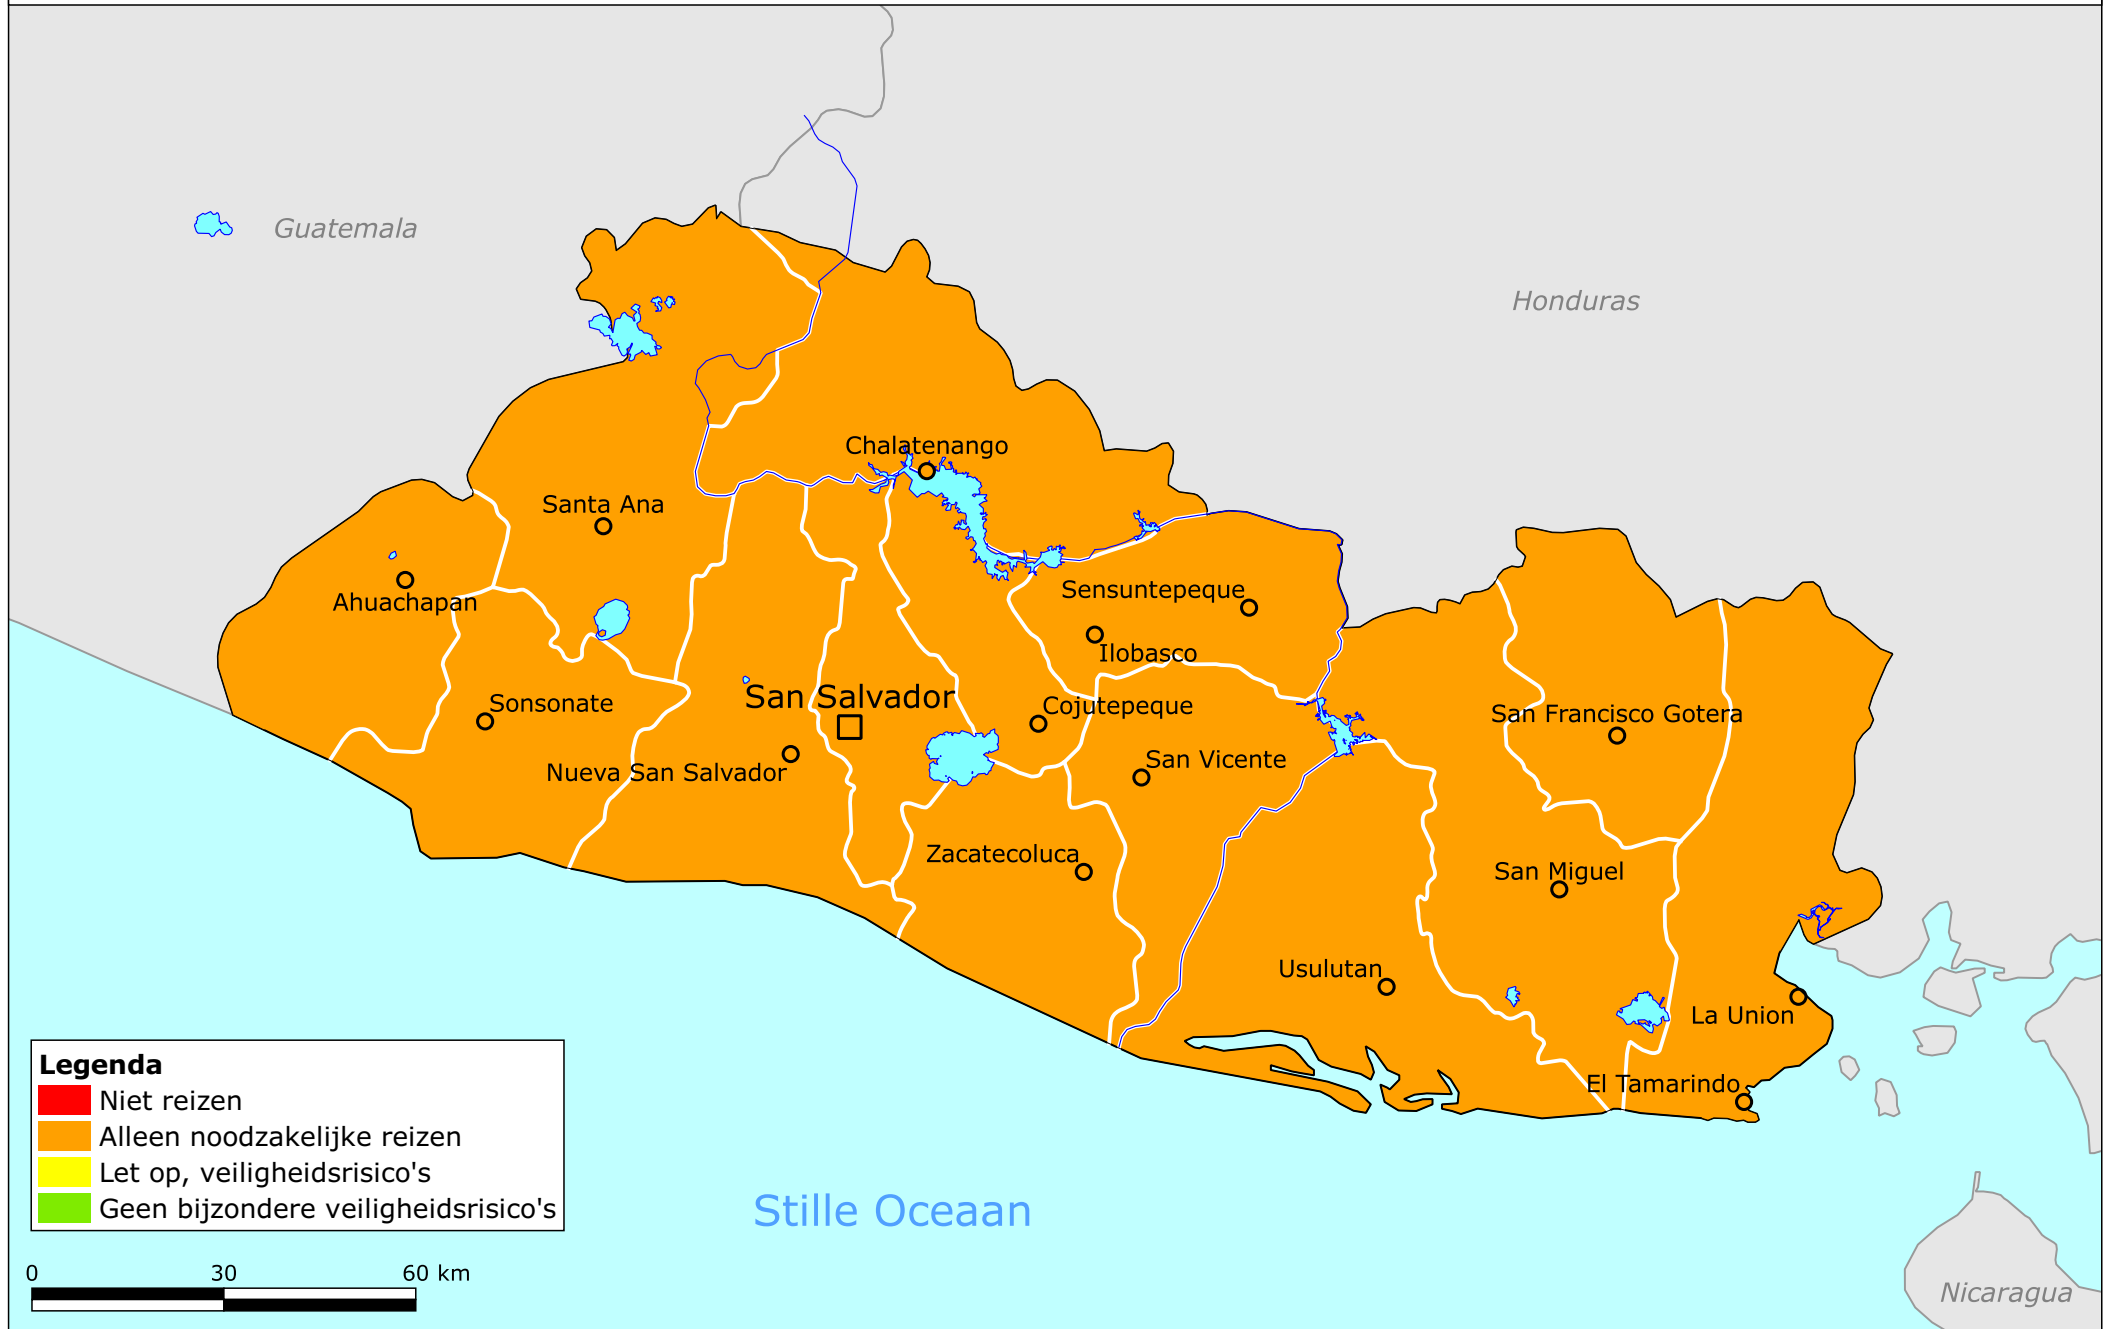 Guatemala
Honduras
Chalatenango
Santa Ana
Ahuachapan
Sensuntepeque
Ilobasco
San Salvador
Sonsonate
Cojutepeque
San Francisco Gotera
Nueva San Salvador
San Vicente
Zacatecoluca
San Miguel
Usulutan
La Union
El Tamarindo
Legenda
Niet reizen
Alleen noodzakelijke reizen
Let op, veiligheidsrisico's
Geen bijzondere veiligheidsrisico's
Stille Oceaan
0 30 60 km
Nicaragua